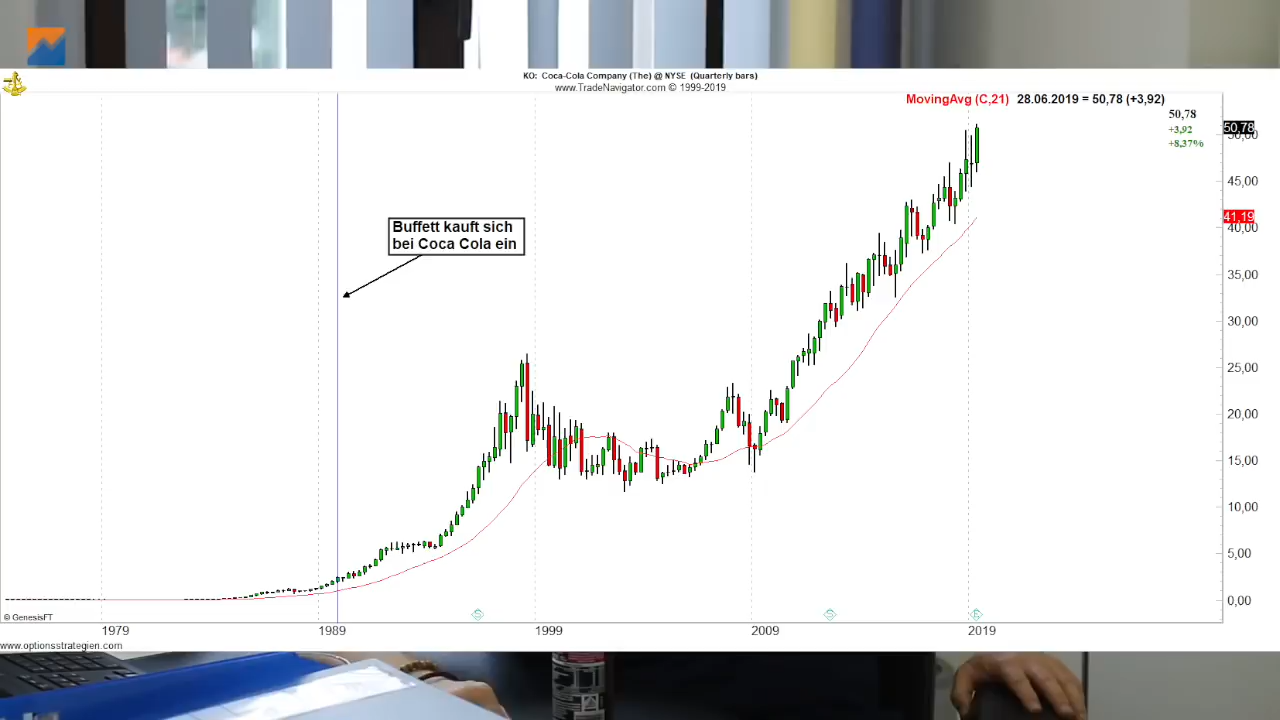 KO: Coca-Cola Company (The) @ NYSE (Quarterly bars)
www.TradeNavigator.com © 1999-2019
MovingAvg (C,21) 28.06.2019 = 50,78 (+3,92)
50,78
+3,92
+8,37%
50,78
50,00
45,00
41,19
40,00
35,00
30,00
25,00
20,00
15,00
10,00
5,00
0,00
Buffett kauft sich
bei Coca Cola ein
S
S
E
© GenesisFT
1979
1989
1999
2009
2019
www.optionsstrategien.com